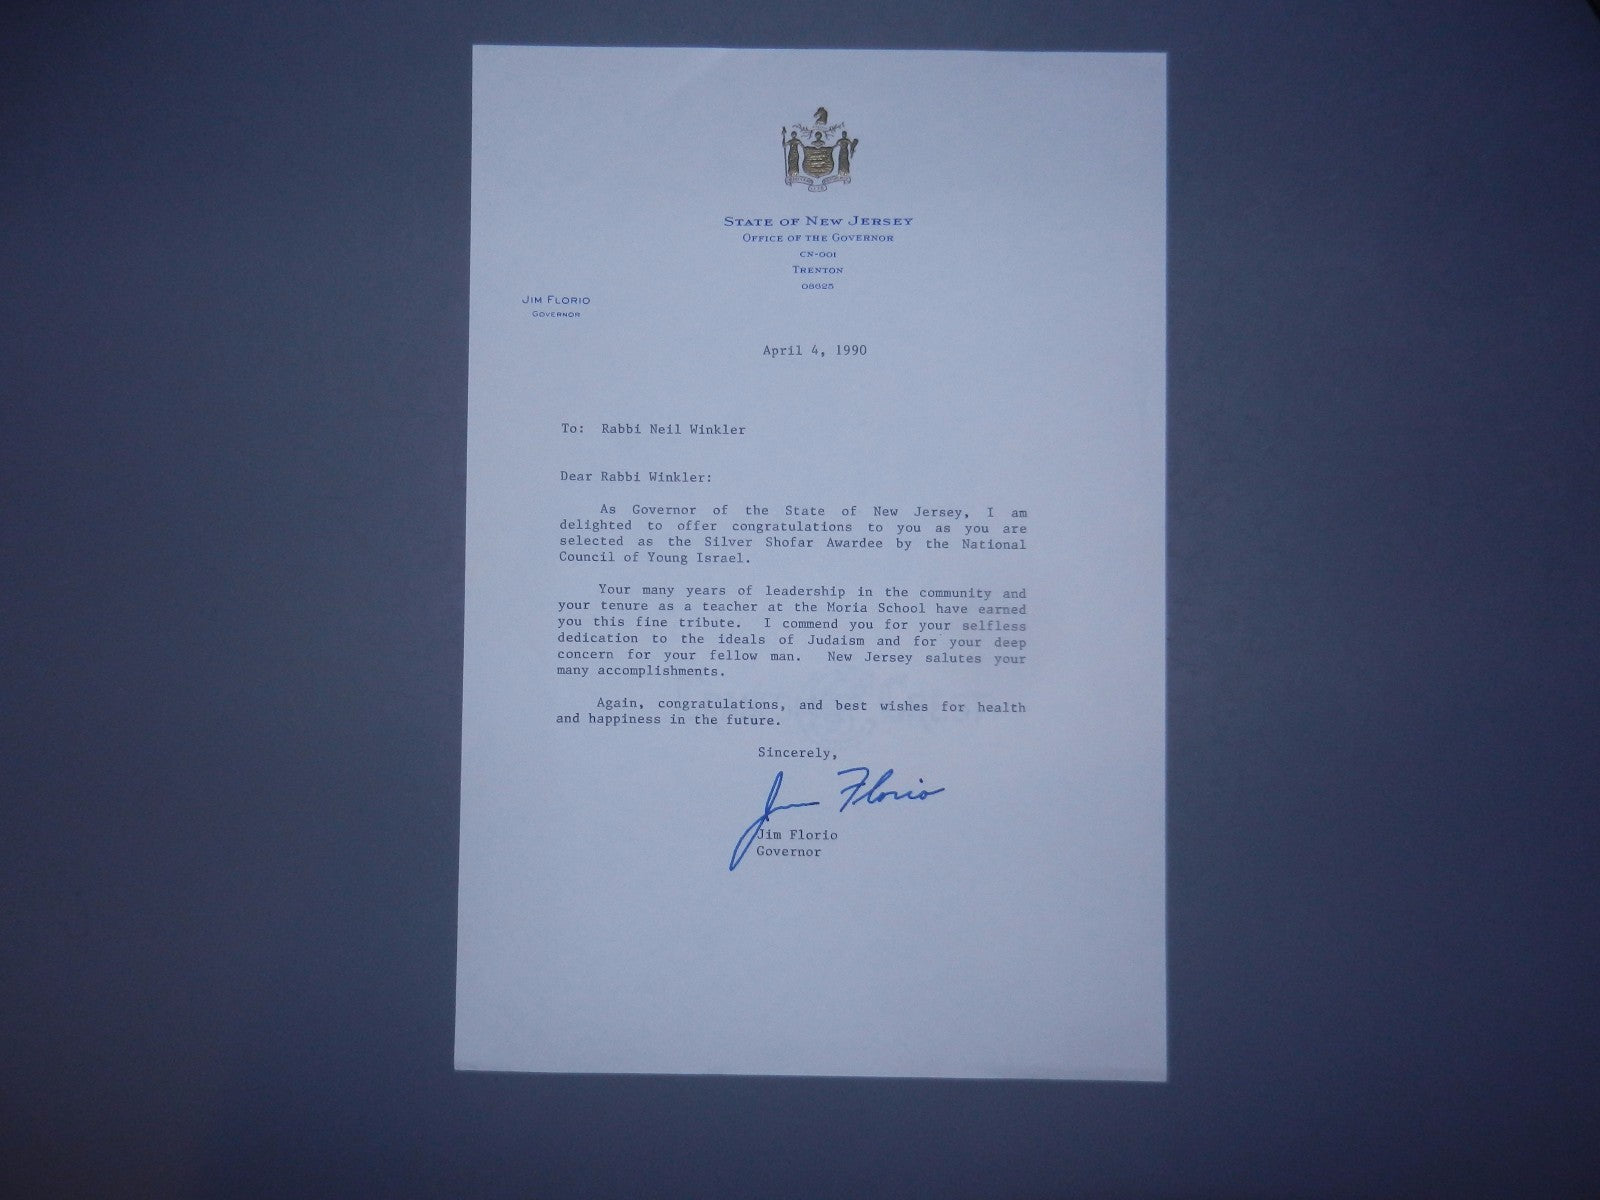 STATE OF NEW JERSEY
OFFICE OF THE GOVERNOR
CN-001
TRENTON
08625
JIM FLORIO
GOVERNOR
April 4, 1990
To: Rabbi Neil Winkler
Dear Rabbi Winkler:
As Governor of the State of New Jersey, I am
delighted to offer congratulations to you as you are
selected as the Silver Shofar Awardee by the National
Council of Young Israel.
Your many years of leadership in the community and
your tenure as a teacher at the Moria School have earned
you this fine tribute. I commend you for your selfless
dedication to the ideals of Judaism and for your deep
concern for your fellow man. New Jersey salutes your
many accomplishments.
Again, congratulations, and best wishes for health
and happiness in the future.
Sincerely,
Jim Florio
Jim Florio
Governor